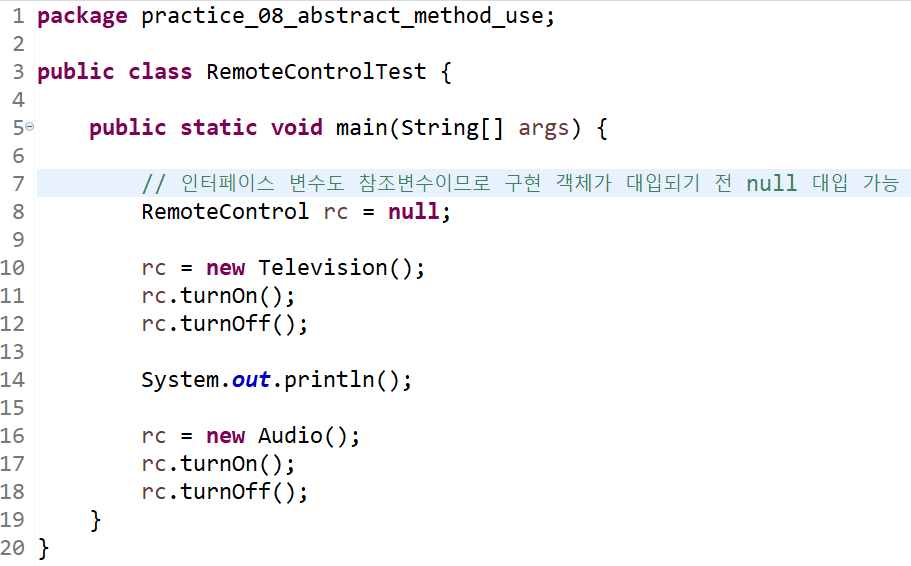 1 package practice_08_abstract_method_use;
2
3 public class RemoteControlTest {
4
5     public static void main(String[] args) {
6
7         // 인터페이스 변수도 참조변수이므로 구현 객체가 대입되기 전 null 대입 가능
8         RemoteControl rc = null;
9
10         rc = new Television();
11         rc.turnOn();
12         rc.turnOff();
13
14         System.out.println();
15
16         rc = new Audio();
17         rc.turnOn();
18         rc.turnOff();
19     }
20 }